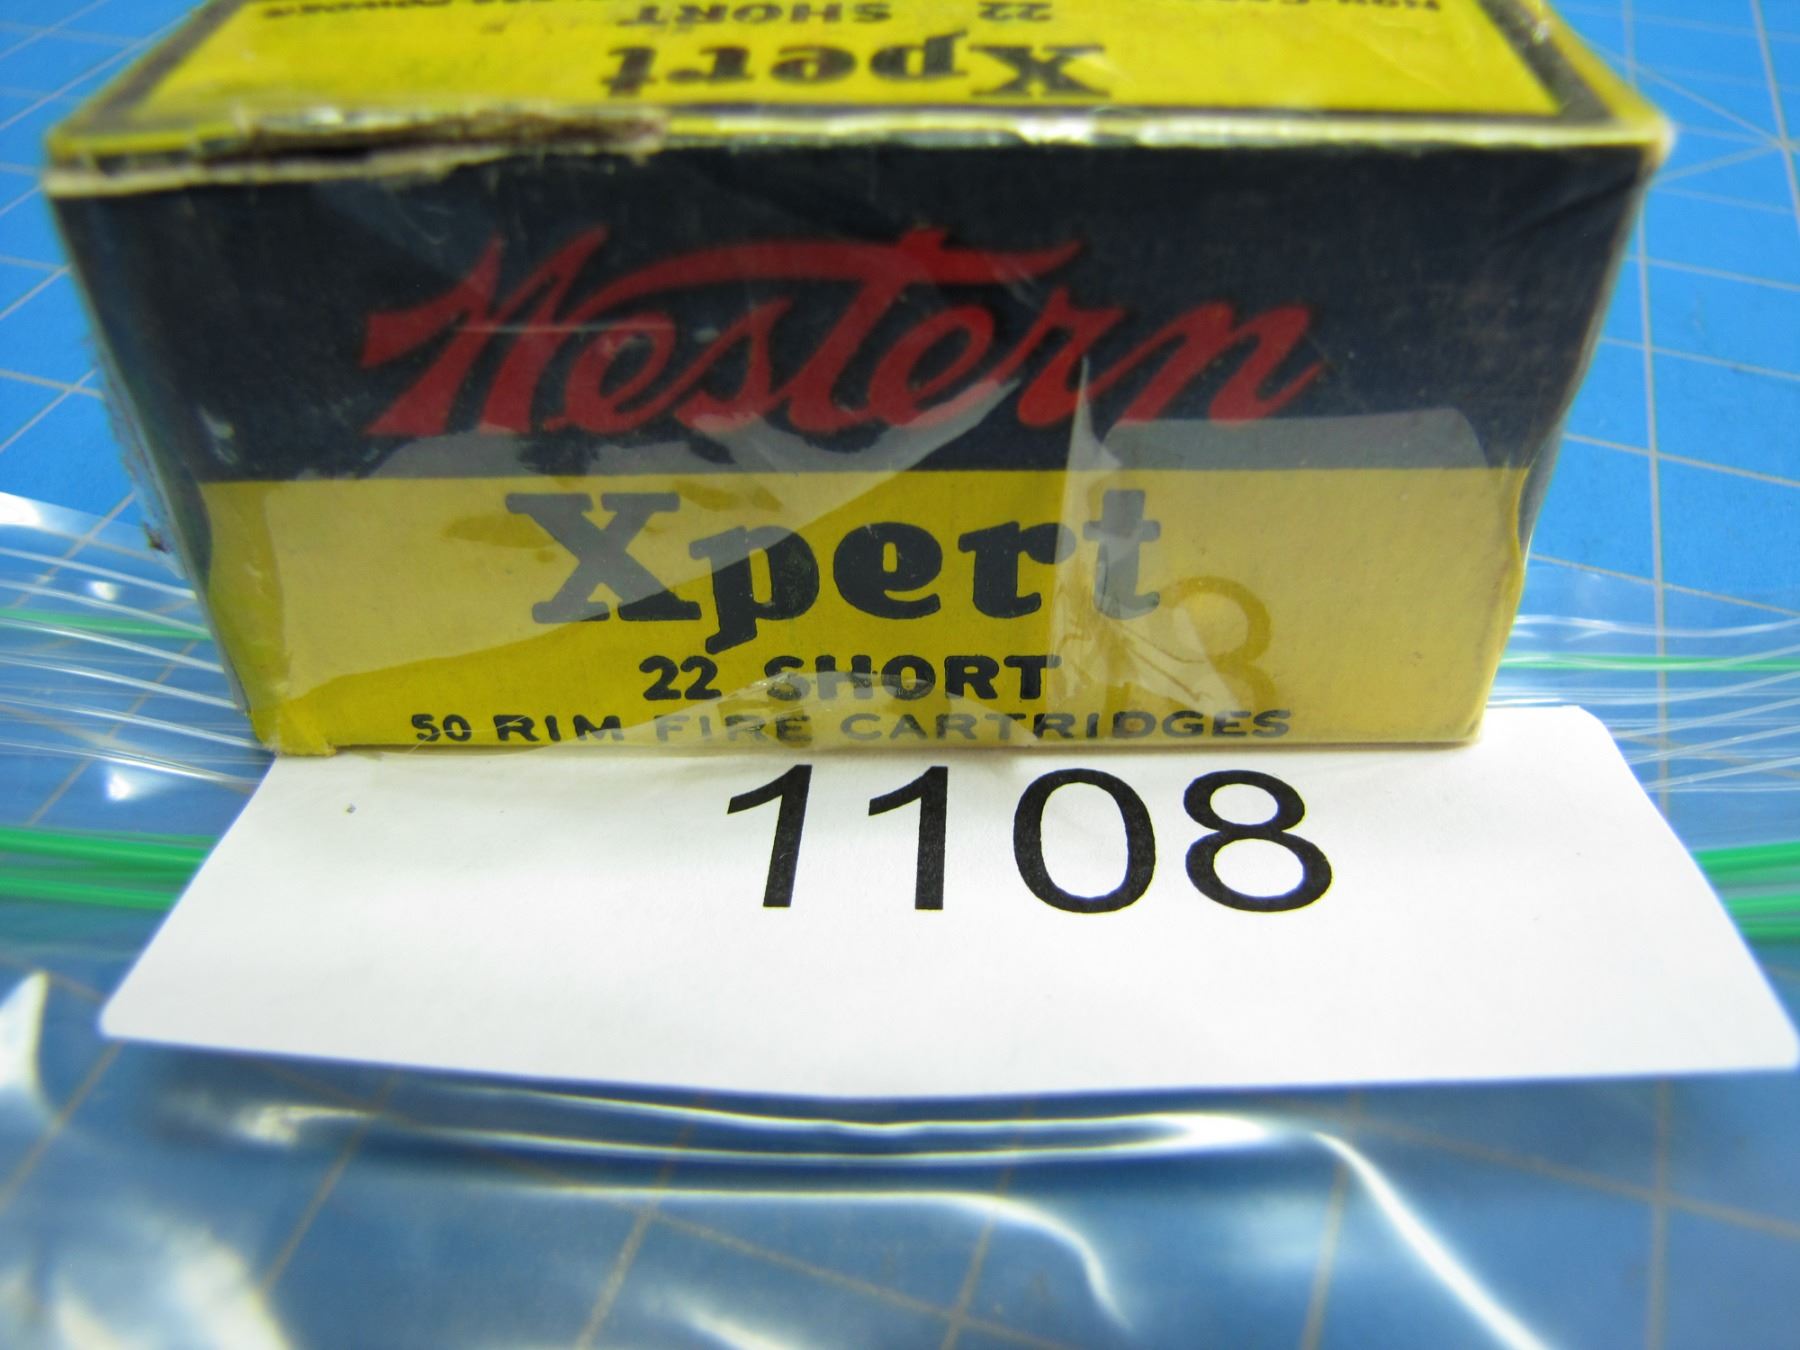 22
SHORT
Xpert
Western
Xpert
22 SHORT
50 RIM FIRE CARTRIDGES
1108